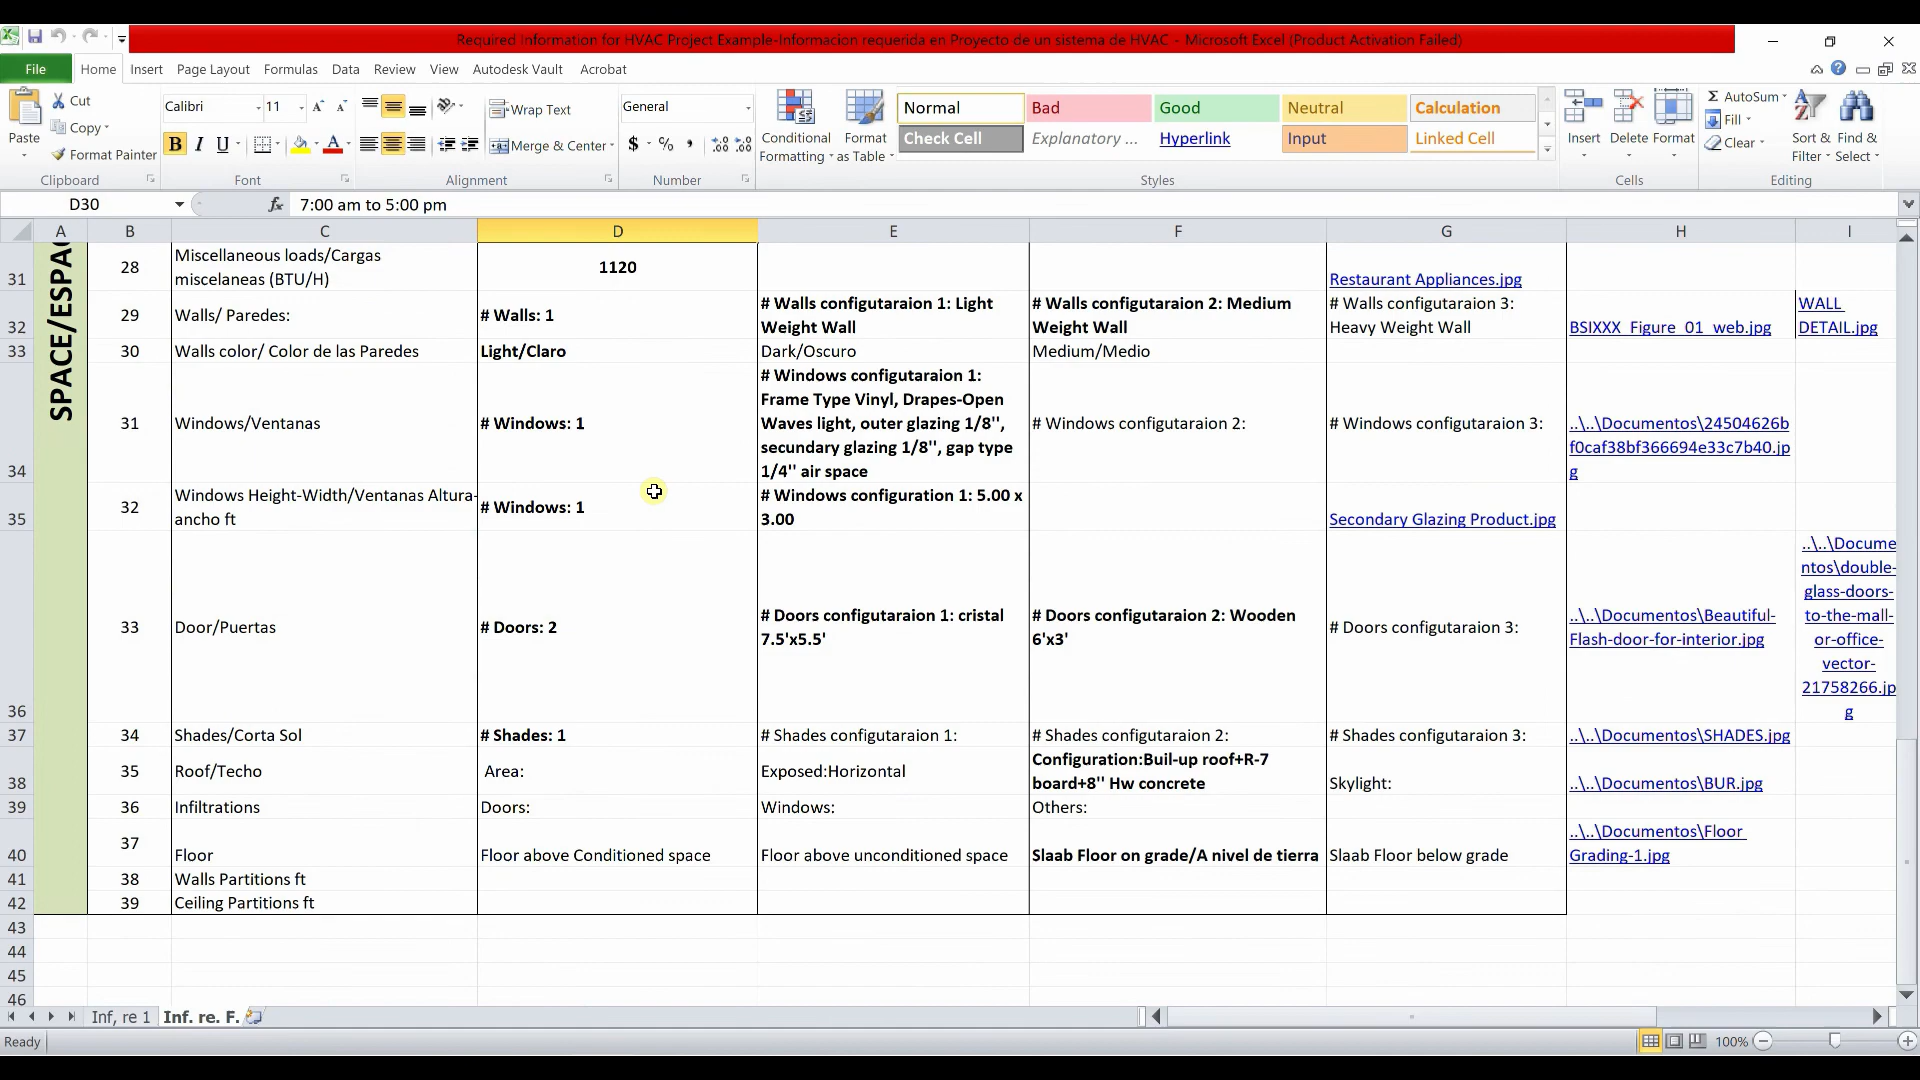 Required Information for HVAC Project Example-Informacion requerida en Proyecto de un sistema de HVAC - Microsoft Excel (Product Activation Failed)
File Home Insert Page Layout Formulas Data Review View Autodesk Vault Acrobat
Paste
Cut
Copy
Format Painter
Clipboard
Calibri 11
B I U
Font
Wrap Text
Merge & Center
Alignment
General
$ % ,
Number
Conditional Formatting
Format as Table
Normal Bad Good Neutral Calculation
Check Cell Explanatory ... Hyperlink Input Linked Cell
Styles
Insert Delete Format
Cells
Σ AutoSum
Fill
Clear
Sort & Filter
Find & Select
Editing
D30 fx 7:00 am to 5:00 pm
A B C D E F G H I
SPACE/ESPA
31 28 Miscellaneous loads/Cargas
miscelaneas (BTU/H) 1120 Restaurant Appliances.jpg
32 29 Walls/ Paredes: # Walls: 1 # Walls configutaraion 1: Light
Weight Wall # Walls configutaraion 2: Medium
Weight Wall # Walls configutaraion 3:
Heavy Weight Wall BSIXXX_Figure_01_web.jpg WALL
DETAIL.jpg
33 30 Walls color/ Color de las Paredes Light/Claro Dark/Oscuro Medium/Medio
34 31 Windows/Ventanas # Windows: 1 # Windows configutaraion 1:
Frame Type Vinyl, Drapes-Open
Waves light, outer glazing 1/8'',
secundary glazing 1/8'', gap type
1/4'' air space # Windows configutaraion 2: # Windows configutaraion 3: ..\..\Documentos\24504626b
f0caf38bf366694e33c7b40.jp
g
35 32 Windows Height-Width/Ventanas Altura-
ancho ft # Windows: 1 # Windows configuration 1: 5.00 x
3.00 Secondary Glazing Product.jpg
36 33 Door/Puertas # Doors: 2 # Doors configutaraion 1: cristal
7.5'x5.5' # Doors configutaraion 2: Wooden
6'x3' # Doors configutaraion 3: ..\..\Documentos\Beautiful-
Flash-door-for-interior.jpg ..\..\Docume
ntos\double-
glass-doors-
to-the-mall-
or-office-
vector-
21758266.jp
g
37 34 Shades/Corta Sol # Shades: 1 # Shades configutaraion 1: # Shades configutaraion 2: # Shades configutaraion 3: ..\..\Documentos\SHADES.jpg
38 35 Roof/Techo Area: Exposed:Horizontal Configuration:Buil-up roof+R-7
board+8'' Hw concrete Skylight: ..\..\Documentos\BUR.jpg
39 36 Infiltrations Doors: Windows: Others:
40 37 Floor Floor above Conditioned space Floor above unconditioned space Slaab Floor on grade/A nivel de tierra Slaab Floor below grade ..\..\Documentos\Floor
Grading-1.jpg
41 38 Walls Partitions ft
42 39 Ceiling Partitions ft
43
44
45
46
Inf, re 1 Inf. re. F.
Ready 100%